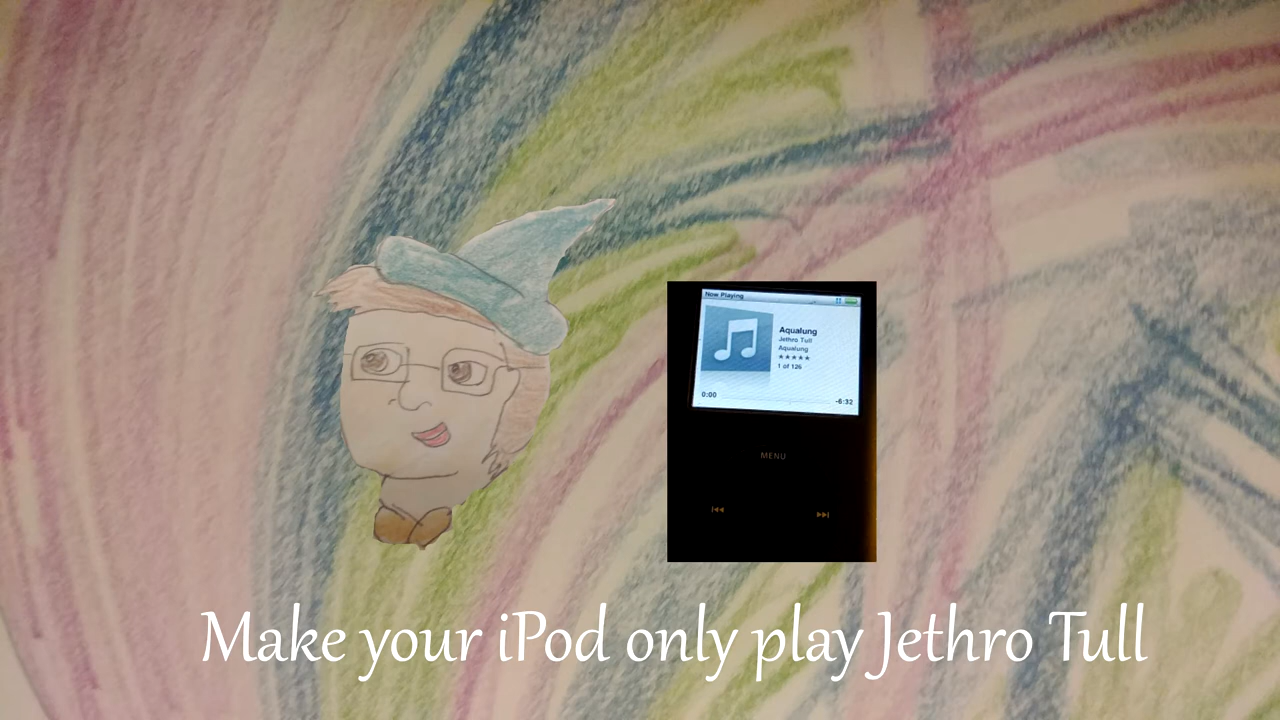 Now Playing
Aqualung
Jethro Tull
Aqualung
★★★★★
1 of 126
0:00
-6:32
MENU
Make your iPod only play Jethro Tull